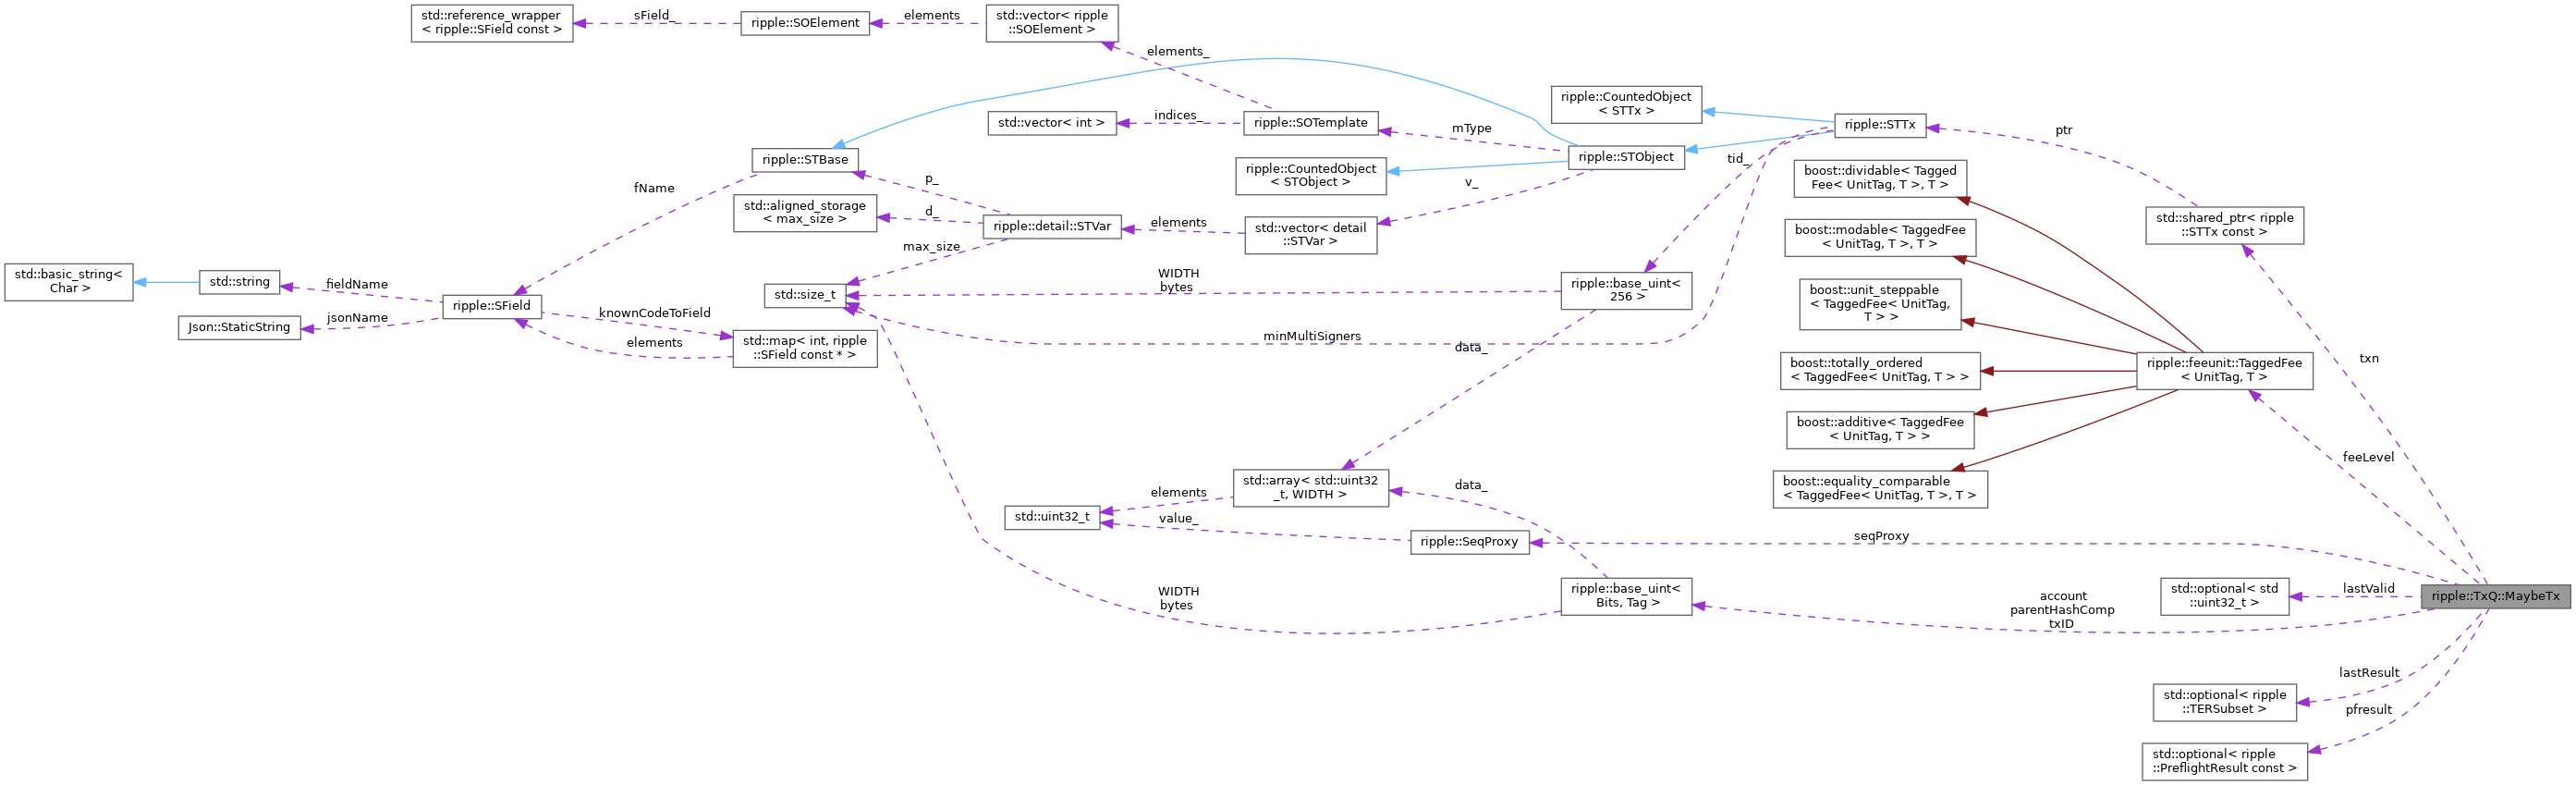 std::reference_wrapper
< ripple::SField const >
sField_
ripple::SOElement
elements
std::vector< ripple
::SOElement >
elements_
std::vector< int >
indices_
ripple::SOTemplate
mType
ripple::CountedObject
< STTx >
ripple::STTx
ptr
ripple::STBase
ripple::STObject
ripple::CountedObject
< STObject >
tid_
boost::dividable< Tagged
Fee< UnitTag, T >, T >
fName
p_
v_
std::aligned_storage
< max_size >
d_
ripple::detail::STVar
elements
std::vector< detail
::STVar >
std::shared_ptr< ripple
::STTx const >
boost::modable< TaggedFee
< UnitTag, T >, T >
max_size
std::basic_string<
Char >
std::string
fieldName
ripple::SField
std::size_t
WIDTH
bytes
ripple::base_uint<
256 >
boost::unit_steppable
< TaggedFee< UnitTag,
T > >
Json::StaticString
jsonName
knownCodeToField
elements
std::map< int, ripple
::SField const * >
minMultiSigners
data_
boost::totally_ordered
< TaggedFee< UnitTag, T > >
ripple::feeunit::TaggedFee
< UnitTag, T >
txn
boost::additive< TaggedFee
< UnitTag, T > >
feeLevel
boost::equality_comparable
< TaggedFee< UnitTag, T >, T >
std::array< std::uint32
_t, WIDTH >
data_
elements
std::uint32_t
value_
ripple::SeqProxy
seqProxy
WIDTH
bytes
ripple::base_uint<
Bits, Tag >
account
parentHashComp
txID
std::optional< std
::uint32_t >
lastValid
ripple::TxQ::MaybeTx
lastResult
std::optional< ripple
::TERSubset >
pfresult
std::optional< ripple
::PreflightResult const >